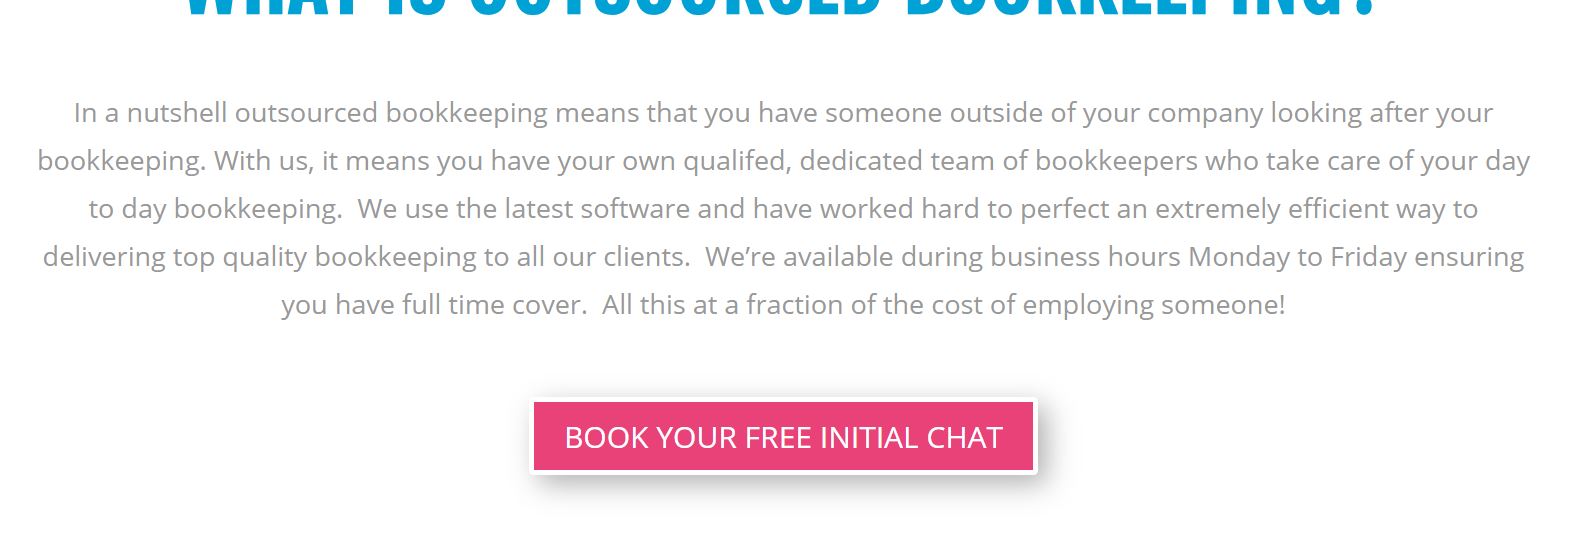 WHAT IS OUTSOURCED BOOKKEEPING?
In a nutshell outsourced bookkeeping means that you have someone outside of your company looking after your
bookkeeping. With us, it means you have your own qualifed, dedicated team of bookkeepers who take care of your day
to day bookkeeping.  We use the latest software and have worked hard to perfect an extremely efficient way to
delivering top quality bookkeeping to all our clients.  We’re available during business hours Monday to Friday ensuring
you have full time cover.  All this at a fraction of the cost of employing someone!
BOOK YOUR FREE INITIAL CHAT